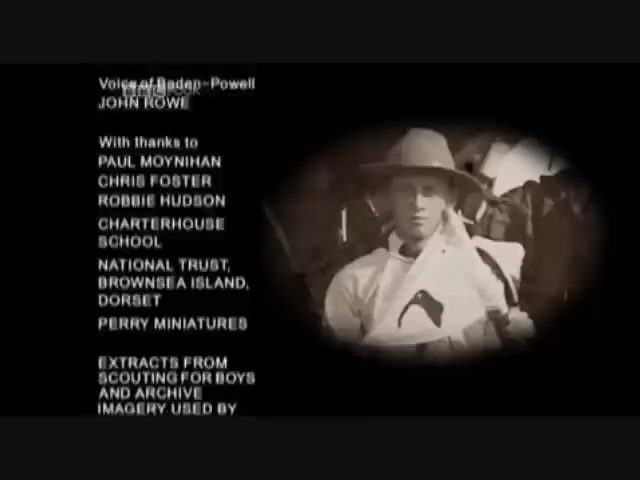 Voice of Baden-Powell
JOHN ROWE
With thanks to
PAUL MOYNIHAN
CHRIS FOSTER
ROBBIE HUDSON
CHARTERHOUSE
SCHOOL
NATIONAL TRUST,
BROWNSEA ISLAND,
DORSET
PERRY MINIATURES
EXTRACTS FROM
SCOUTING FOR BOYS
AND ARCHIVE
IMAGERY USED BY